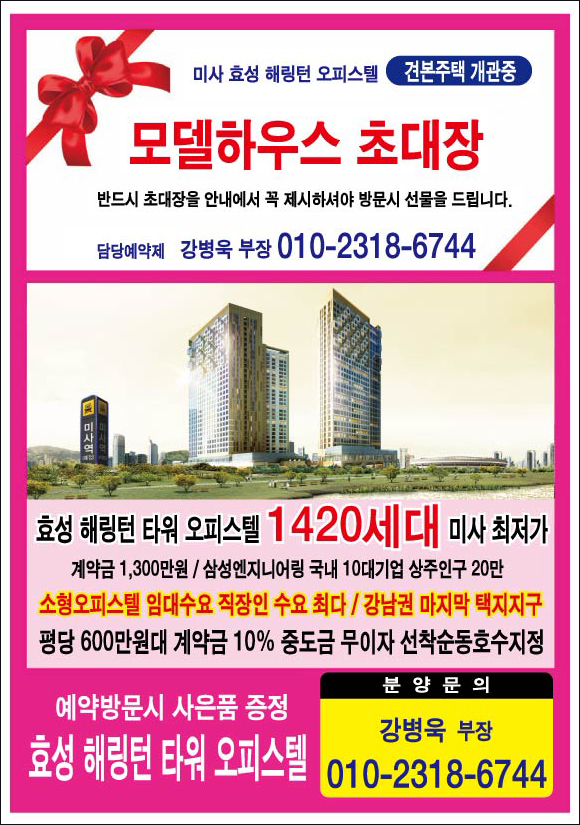 미사 효성 해링턴 오피스텔 견본주택 개관중
모델하우스 초대장
반드시 초대장을 안내에서 꼭 제시하셔야 방문시 선물을 드립니다.
담당예약제 강병욱 부장 010-2318-6744
미사역
효성 해링턴 타워 오피스텔 1420세대 미사 최저가
계약금 1,300만원 / 삼성엔지니어링 국내 10대기업 상주인구 20만
소형오피스텔 임대수요 직장인 수요 최다 / 강남권 마지막 택지지구
평당 600만원대 계약금 10% 중도금 무이자 선착순동호수지정
예약방문시 사은품 증정
효성 해링턴 타워 오피스텔
분양문의
강병욱 부장
010-2318-6744